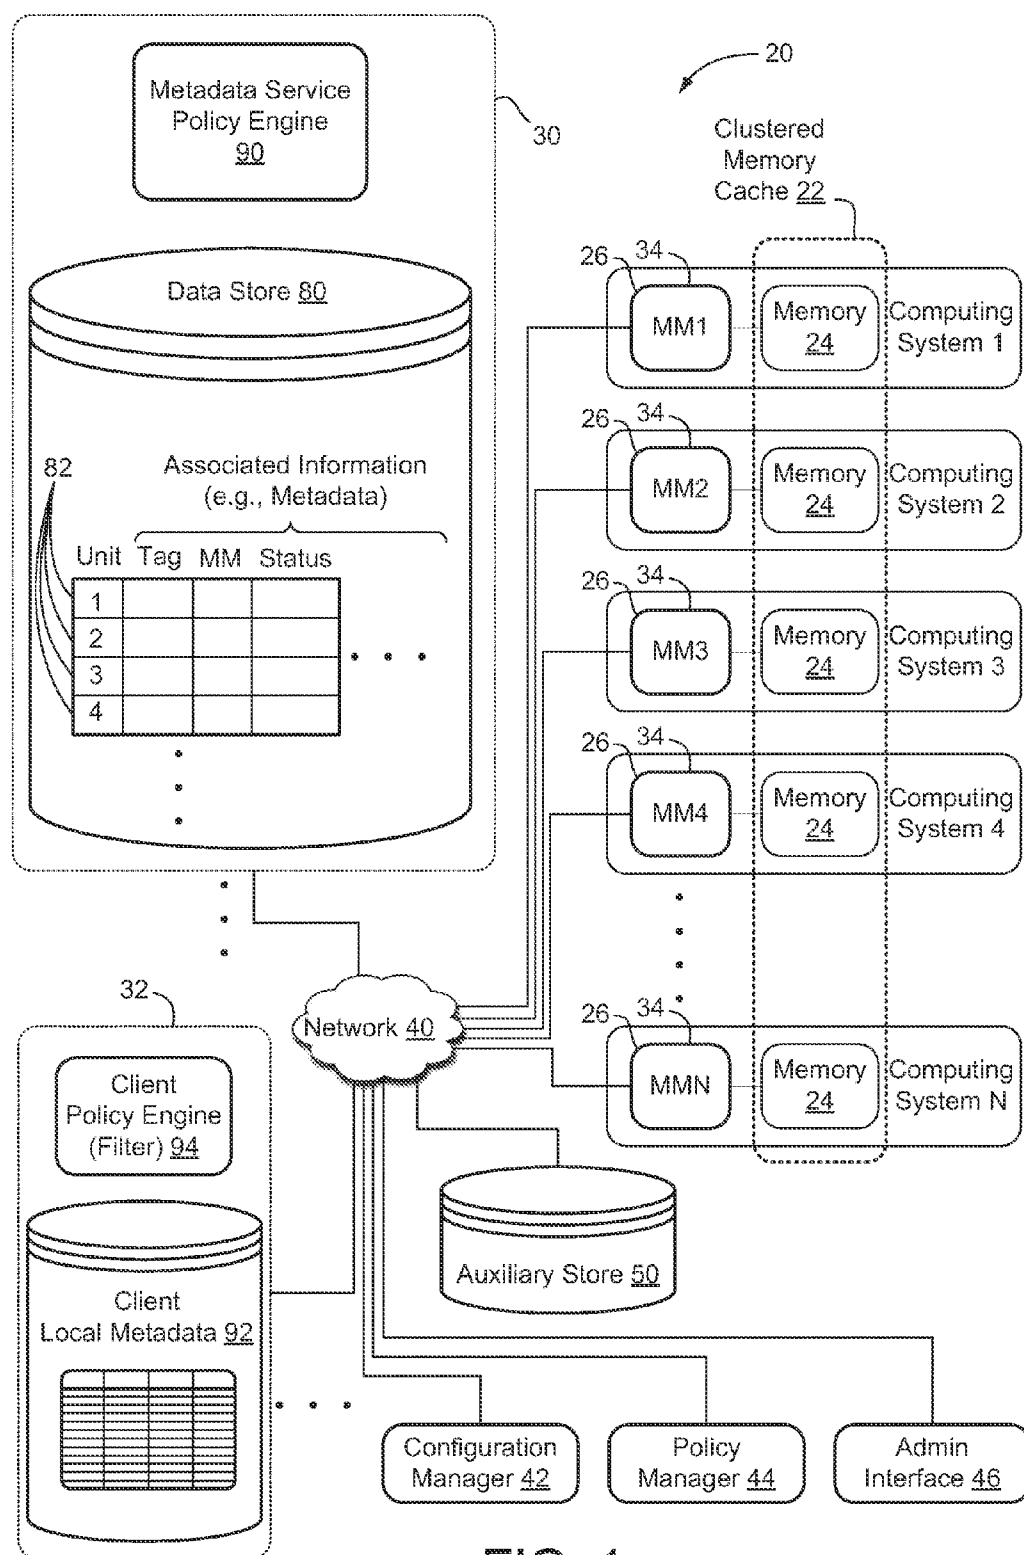 20
Metadata Service
Policy Engine
90
30
Clustered
Memory
Cache 22
Data Store 80
82
Associated Information
(e.g., Metadata)
Unit Tag MM Status
1
2
3
4
26 34
MM1
Memory
24
Computing
System 1
26 34
MM2
Memory
24
Computing
System 2
26 34
MM3
Memory
24
Computing
System 3
26 34
MM4
Memory
24
Computing
System 4
26 34
MMN
Memory
24
Computing
System N
Network 40
32
Client
Policy Engine
(Filter) 94
Client
Local Metadata 92
Auxiliary Store 50
Configuration
Manager 42
Policy
Manager 44
Admin
Interface 46